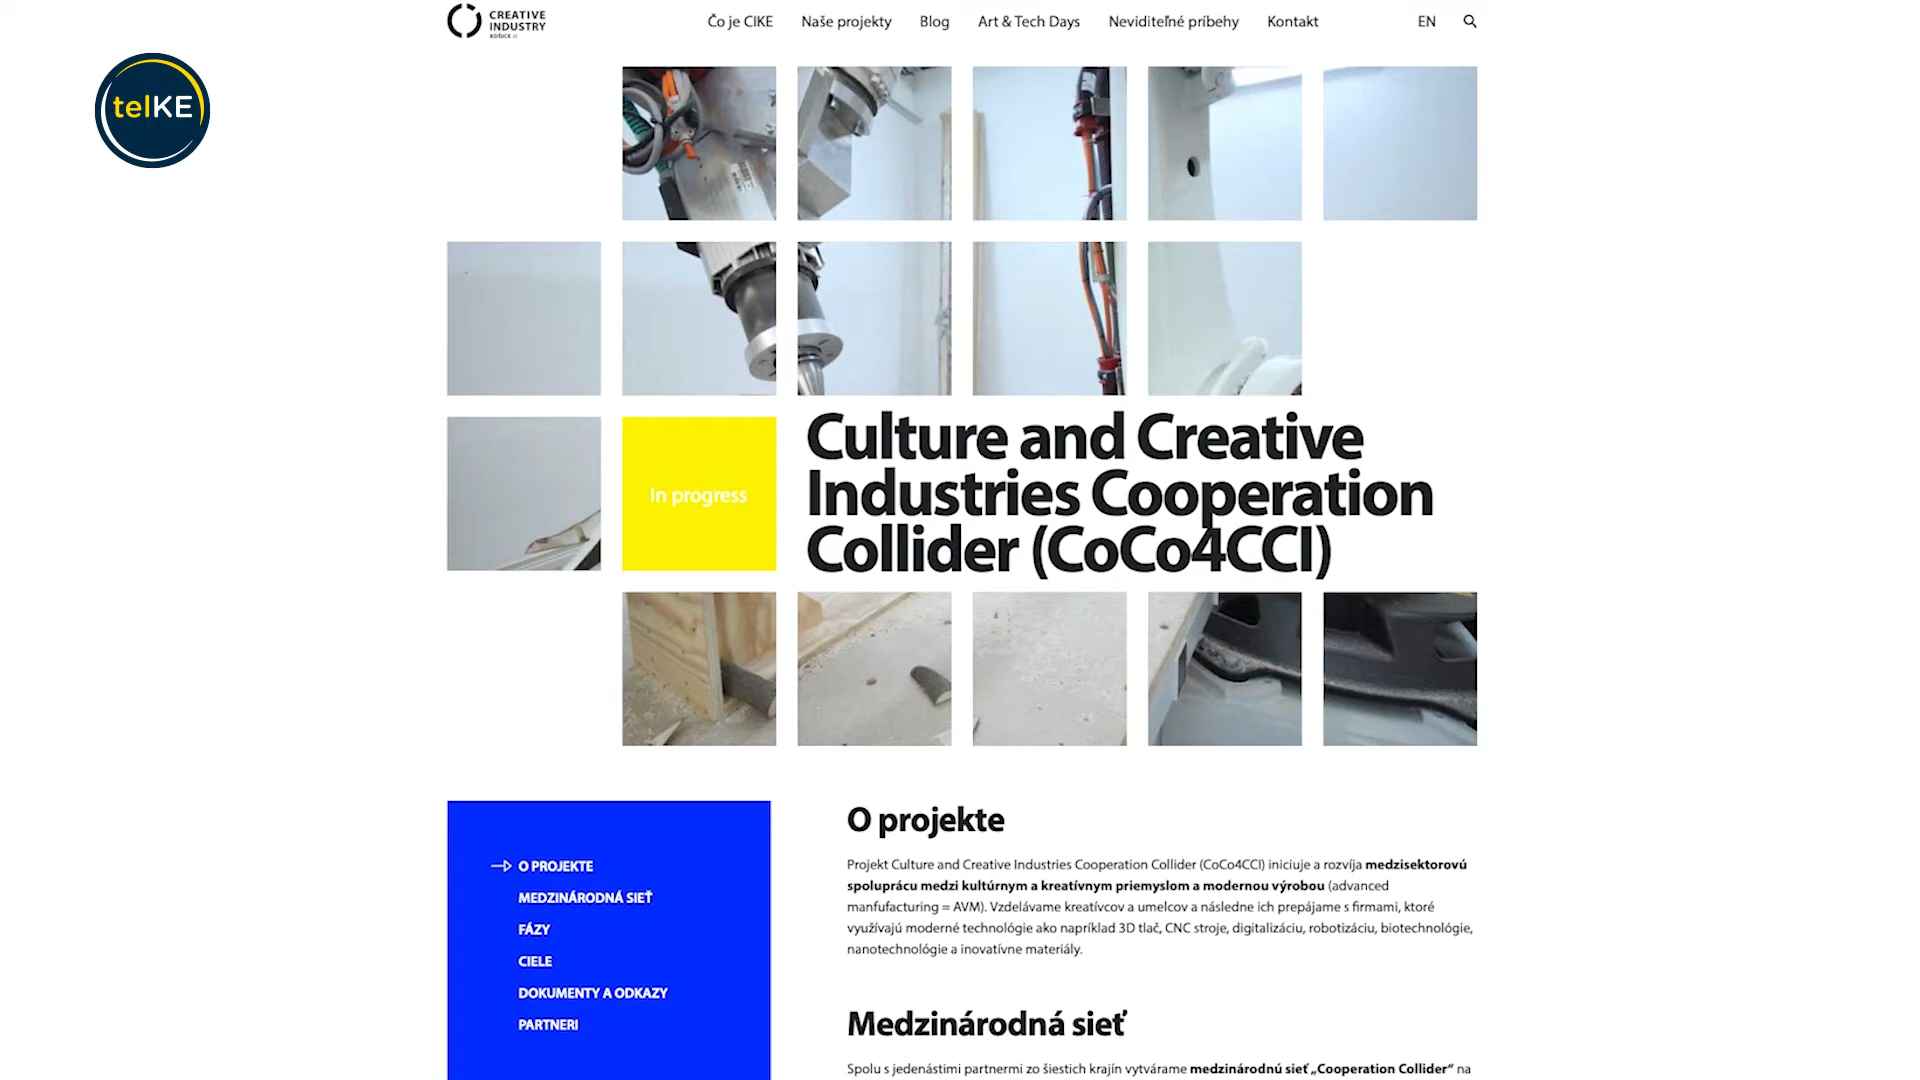 CREATIVE
INDUSTRY
KOŠICE //
Čo je CIKE
Naše projekty
Blog
Art & Tech Days
Neviditeľné príbehy
Kontakt
EN
telKE
In progress
Culture and Creative
Industries Cooperation
Collider (CoCo4CCI)
O PROJEKTE
MEDZINÁRODNÁ SIEŤ
FÁZY
CIELE
DOKUMENTY A ODKAZY
PARTNERI
O projekte
Projekt Culture and Creative Industries Cooperation Collider (CoCo4CCI) iniciuje a rozvíja medzisektorovú
spoluprácu medzi kultúrnym a kreatívnym priemyslom a modernou výrobou (advanced
manfufacturing = AVM). Vzdelávame kreatívcov a umelcov a následne ich prepájame s firmami, ktoré
využívajú moderné technológie ako napríklad 3D tlač, CNC stroje, digitalizáciu, robotizáciu, biotechnológie,
nanotechnológie a inovatívne materiály.
Medzinárodná sieť
Spolu s jedenástimi partnermi zo šiestich krajín vytvárame medzinárodnú sieť „Cooperation Collider“ na